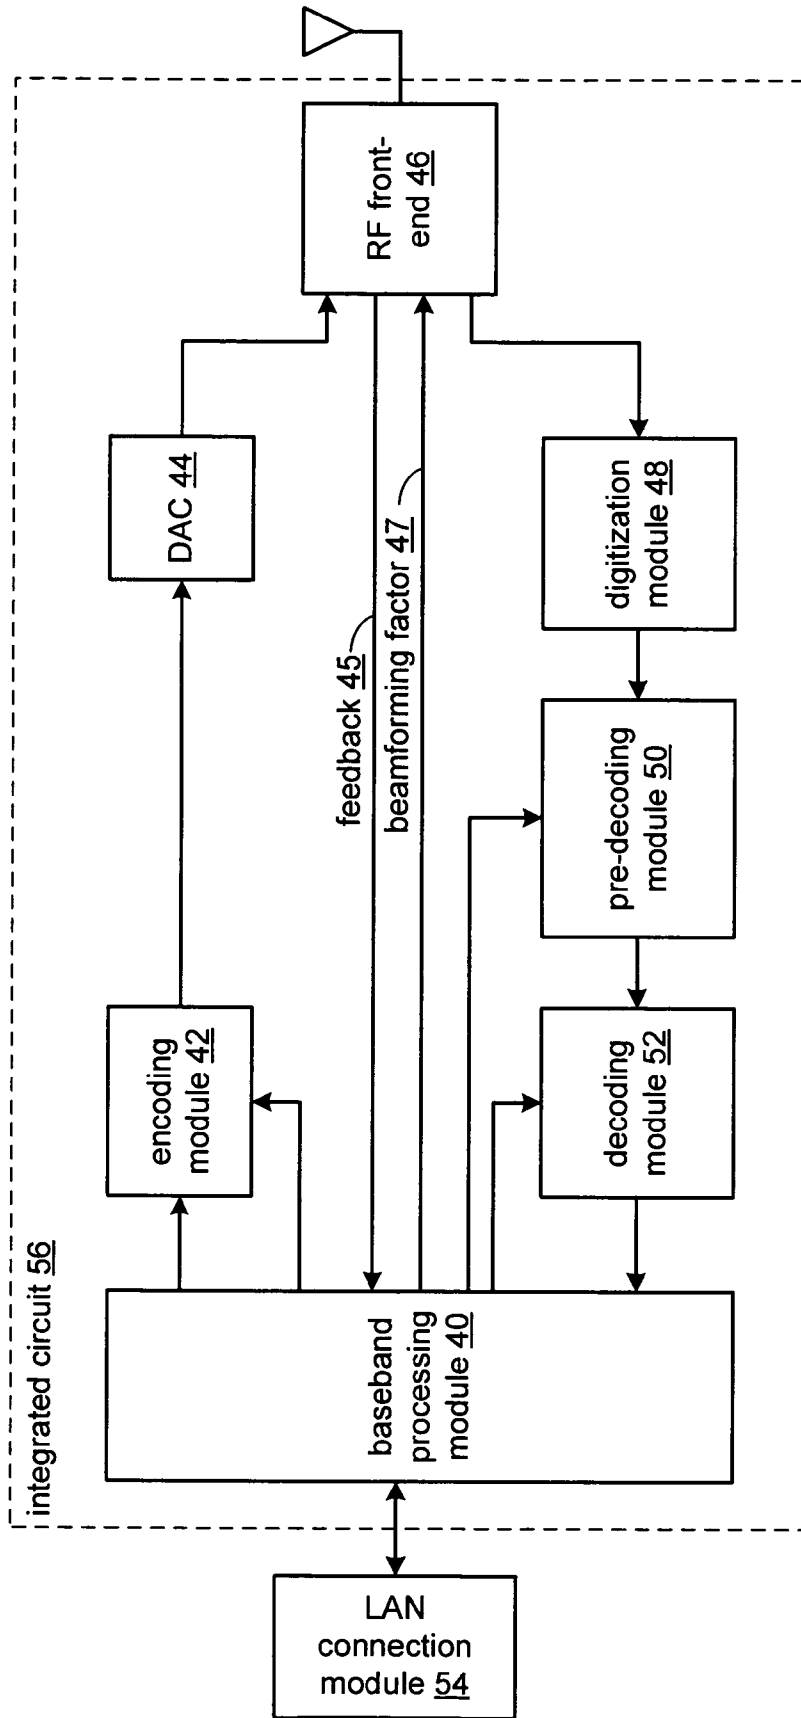 integrated circuit 56
LAN
connection
module 54
baseband
processing
module 40
encoding
module 42
DAC 44
feedback 45
beamforming factor 47
RF front-
end 46
decoding
module 52
pre-decoding
module 50
digitization
module 48